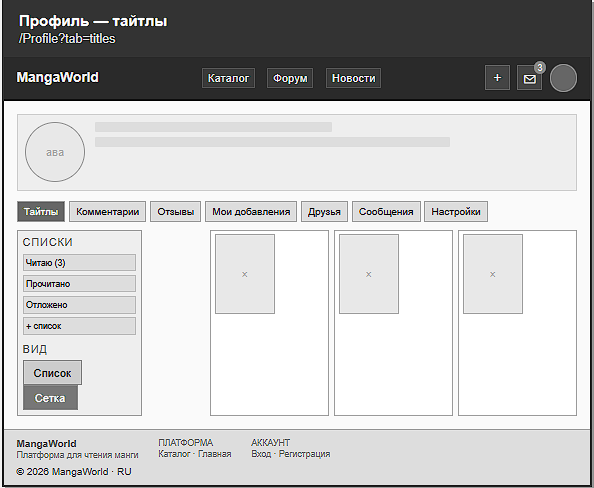 Профиль — тайтлы
/Profile?tab=titles
MangaWorld
Каталог
Форум
Новости
+
3
ава
Тайтлы
Комментарии
Отзывы
Мои добавления
Друзья
Сообщения
Настройки
СПИСКИ
Читаю (3)
Прочитано
Отложено
+ список
ВИД
Список
Сетка
×
×
×
MangaWorld
Платформа для чтения манги
© 2026 MangaWorld · RU
ПЛАТФОРМА
Каталог · Главная
АККАУНТ
Вход · Регистрация